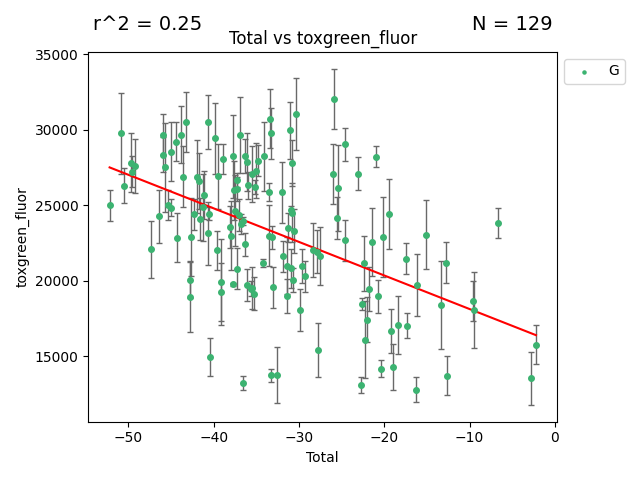 r^2 = 0.25
N = 129
Total vs toxgreen_fluor
G
35000
30000
25000
20000
15000
toxgreen_fluor
−50
−40
−30
−20
−10
0
Total